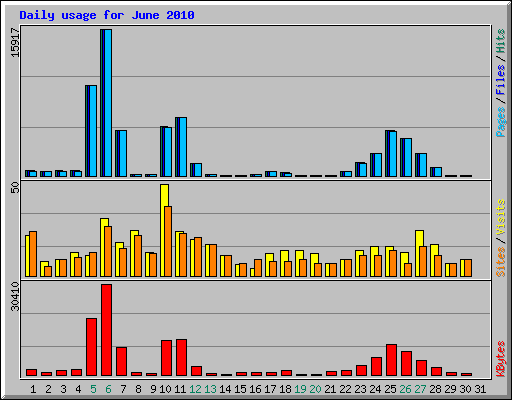 Daily usage for June 2010
15917
Pages/Files/Hits
50
Sites/Visits
30410
KBytes
1 2 3 4 5 6 7 8 9 10 11 12 13 14 15 16 17 18 19 20 21 22 23 24 25 26 27 28 29 30 31